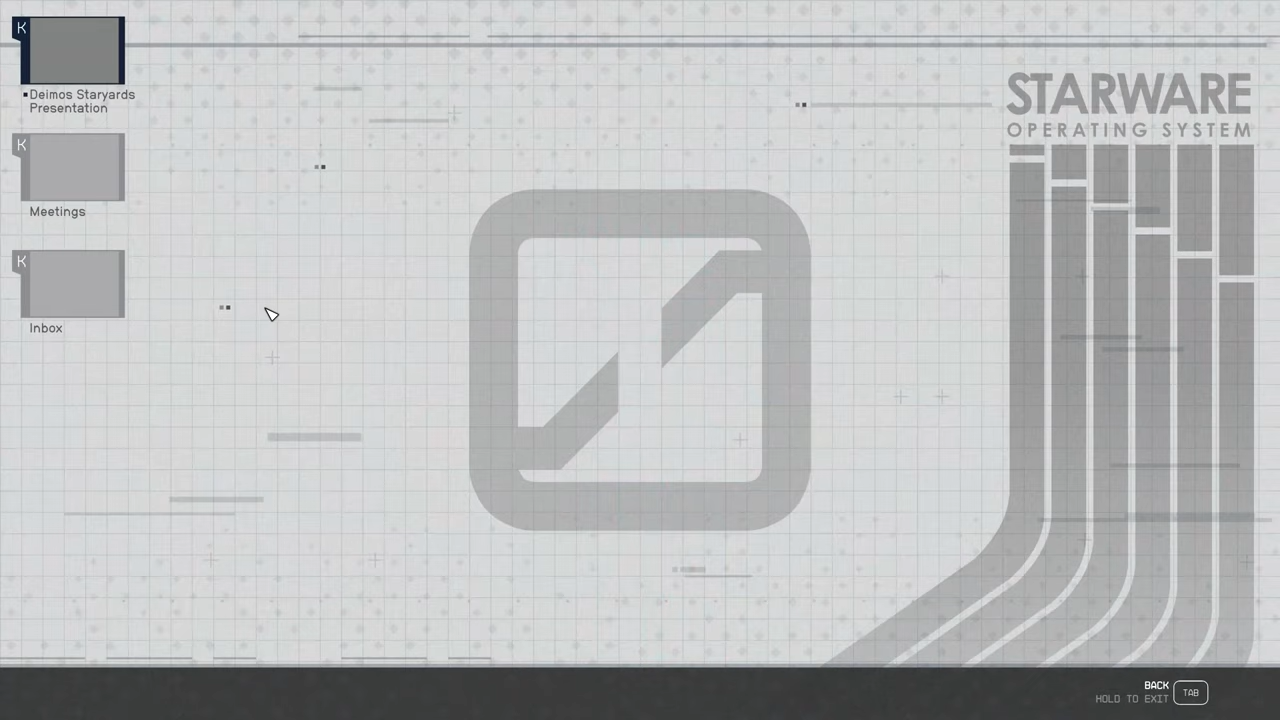 K
Deimos Staryards
Presentation
K
Meetings
K
Inbox
STARWARE
OPERATING SYSTEM
BACK
HOLD TO EXIT
TAB